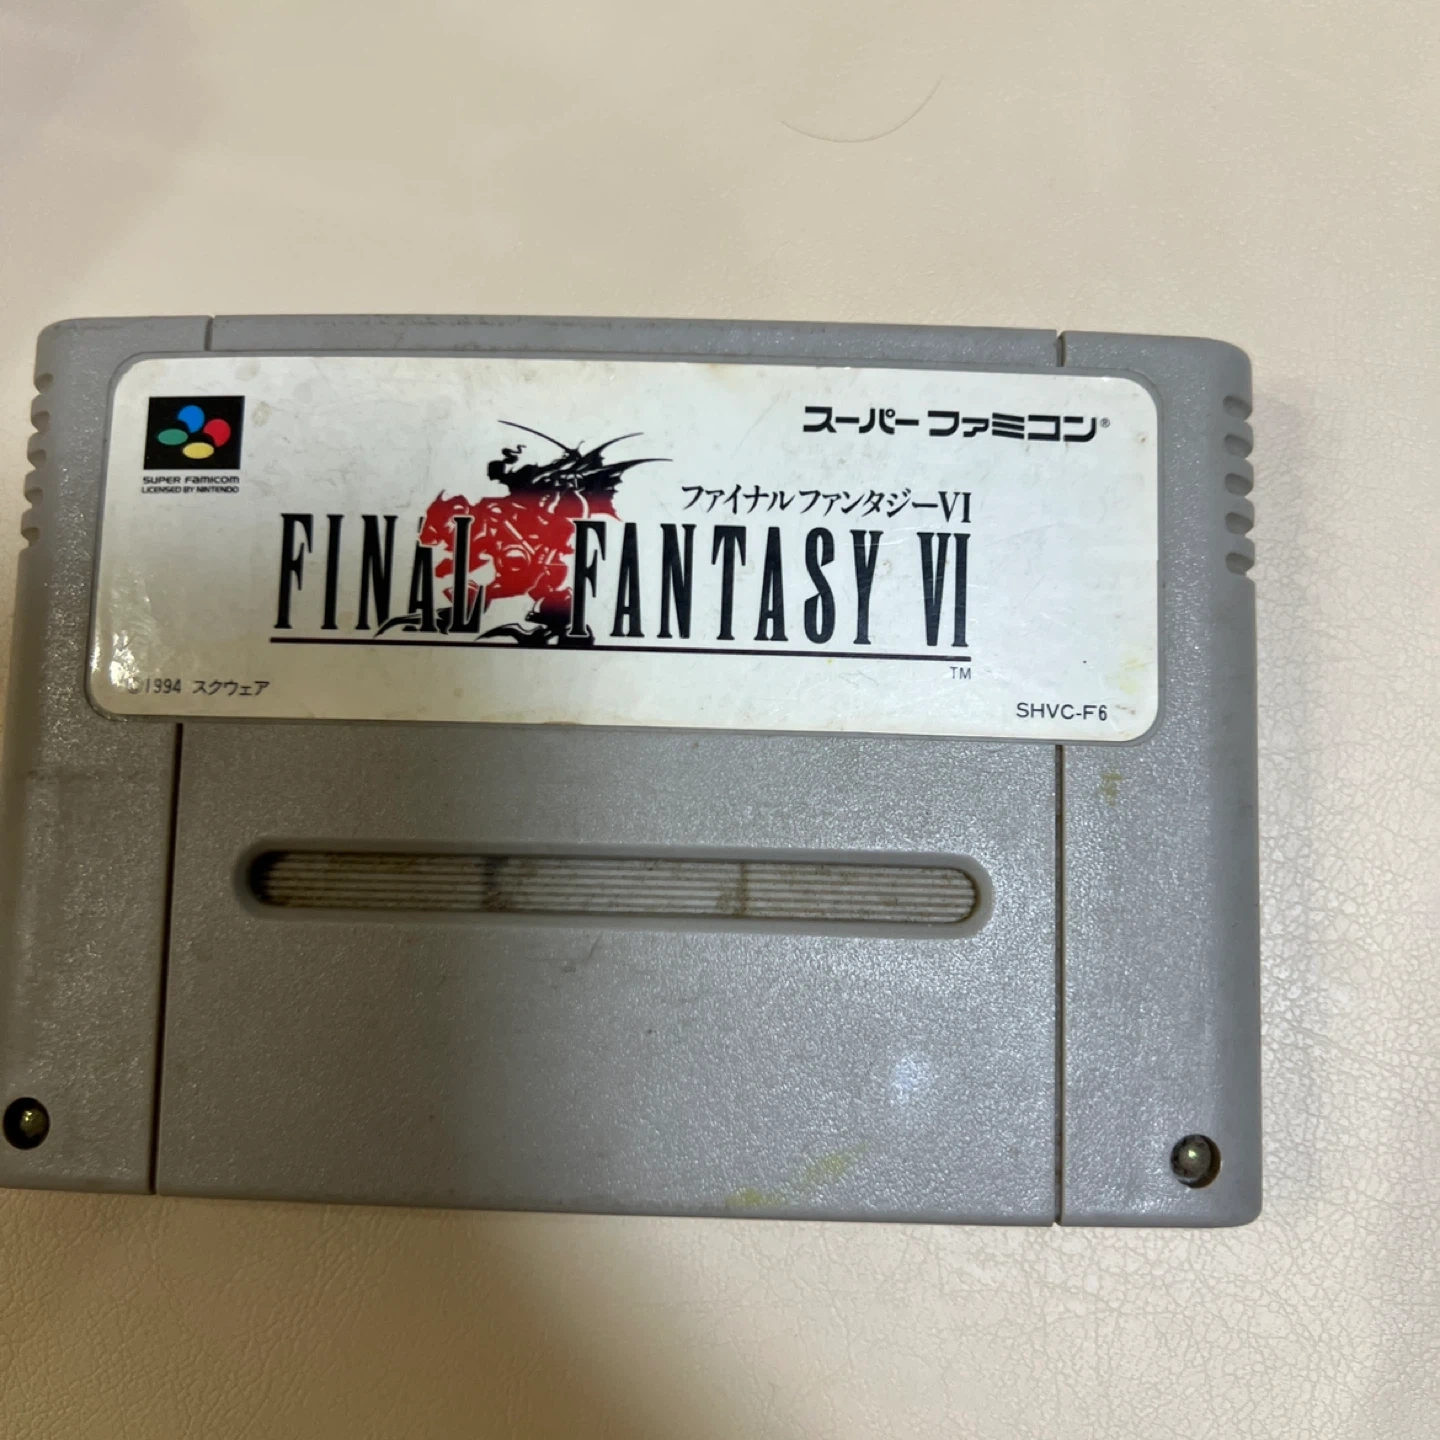 SUPER FAMICOM
LICENSED BY NINTENDO
スーパーファミコン®
ファイナルファンタジーVI
FINAL FANTASY VI
TM
©1994 スクウェア
SHVC-F6